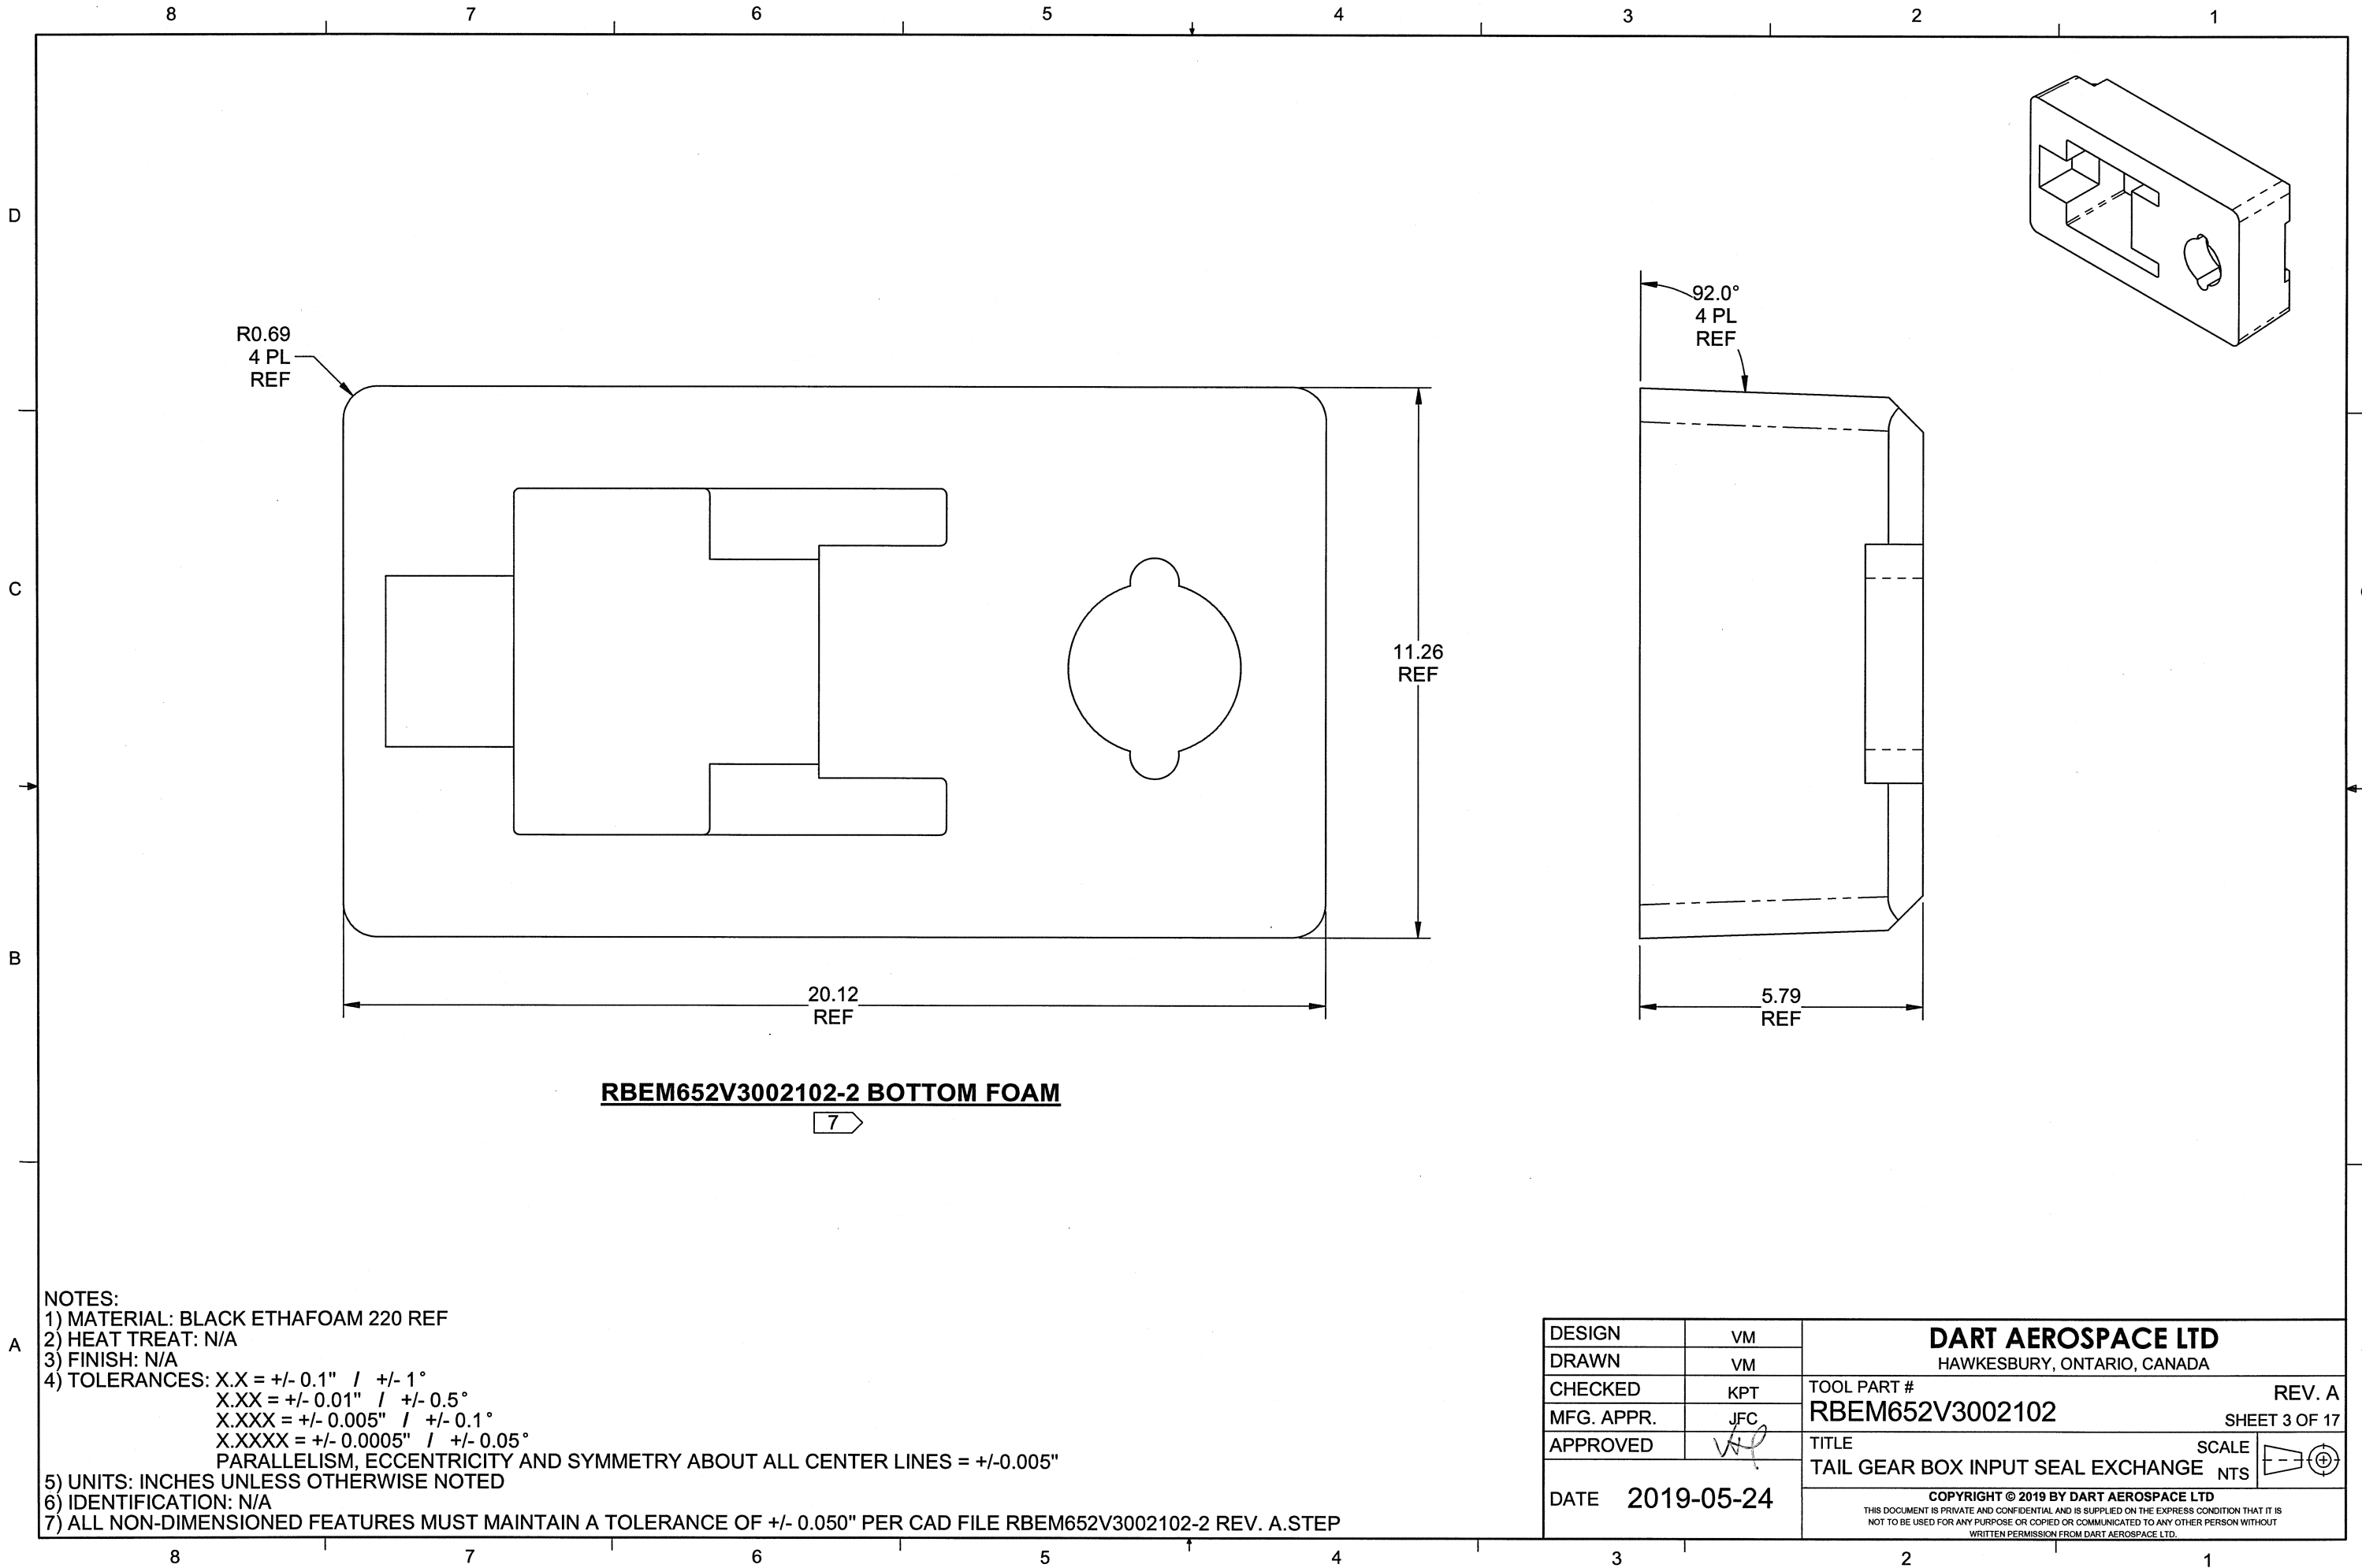 8 7 6 5 4 3 2 1
D
C
B
A
R0.69
4 PL
REF
92.0°
4 PL
REF
11.26
REF
20.12
REF
5.79
REF
RBEM652V3002102-2 BOTTOM FOAM
7
NOTES:
1) MATERIAL: BLACK ETHAFOAM 220 REF
2) HEAT TREAT: N/A
3) FINISH: N/A
4) TOLERANCES: X.X = +/- 0.1" / +/- 1°
X.XX = +/- 0.01" / +/- 0.5°
X.XXX = +/- 0.005" / +/- 0.1°
X.XXXX = +/- 0.0005" / +/- 0.05°
PARALLELISM, ECCENTRICITY AND SYMMETRY ABOUT ALL CENTER LINES = +/-0.005"
5) UNITS: INCHES UNLESS OTHERWISE NOTED
6) IDENTIFICATION: N/A
7) ALL NON-DIMENSIONED FEATURES MUST MAINTAIN A TOLERANCE OF +/- 0.050" PER CAD FILE RBEM652V3002102-2 REV. A.STEP
DESIGN VM
DRAWN VM
CHECKED KPT
MFG. APPR. JFC
APPROVED
DATE 2019-05-24
DART AEROSPACE LTD
HAWKESBURY, ONTARIO, CANADA
TOOL PART # REV. A
RBEM652V3002102 SHEET 3 OF 17
TITLE SCALE
TAIL GEAR BOX INPUT SEAL EXCHANGE NTS
COPYRIGHT © 2019 BY DART AEROSPACE LTD
THIS DOCUMENT IS PRIVATE AND CONFIDENTIAL AND IS SUPPLIED ON THE EXPRESS CONDITION THAT IT IS
NOT TO BE USED FOR ANY PURPOSE OR COPIED OR COMMUNICATED TO ANY OTHER PERSON WITHOUT
WRITTEN PERMISSION FROM DART AEROSPACE LTD.
8 7 6 5 4 3 2 1